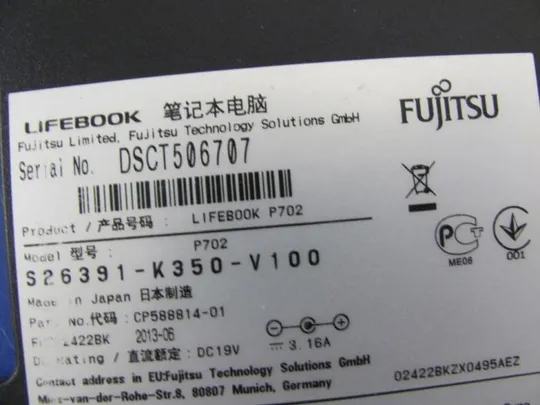 LIFEBOOK 笔记本电脑
FUJITSU
Fujitsu Limited, Fujitsu Technology Solutions GmbH
Serial No. DSCT506707
Product / 产品号码 : LIFEBOOK P702
Model 型号 : P702
S26391-K350-V100
ME06
001
Made in Japan 日本制造
Part No.代码 : CP588814-01
2422BK 2013-06
3.16A
DC Rating / 直流额定 : DC19V
Contact address in EU:Fujitsu Technology Solutions GmbH
Mies-van-der-Rohe-Str.8, 80807 Munich, Germany
02422BKZX0495AEZ